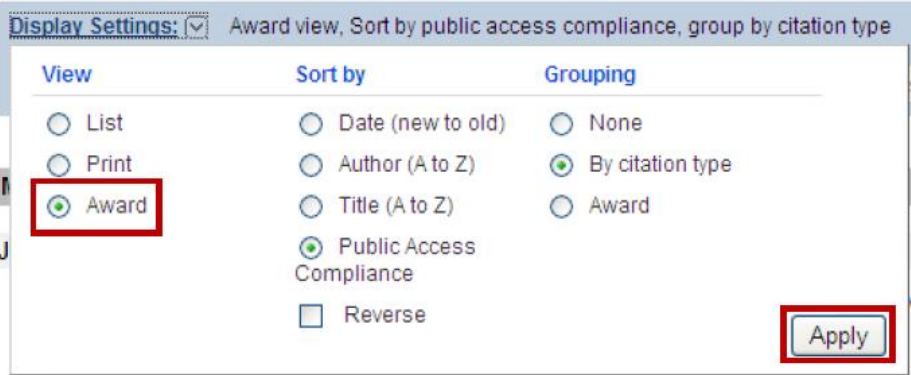 Display Settings: Award view, Sort by public access compliance, group by citation type
View Sort by Grouping
List Date (new to old) None
Print Author (A to Z) By citation type
Award Title (A to Z) Award
Public Access
Compliance
Reverse
Apply